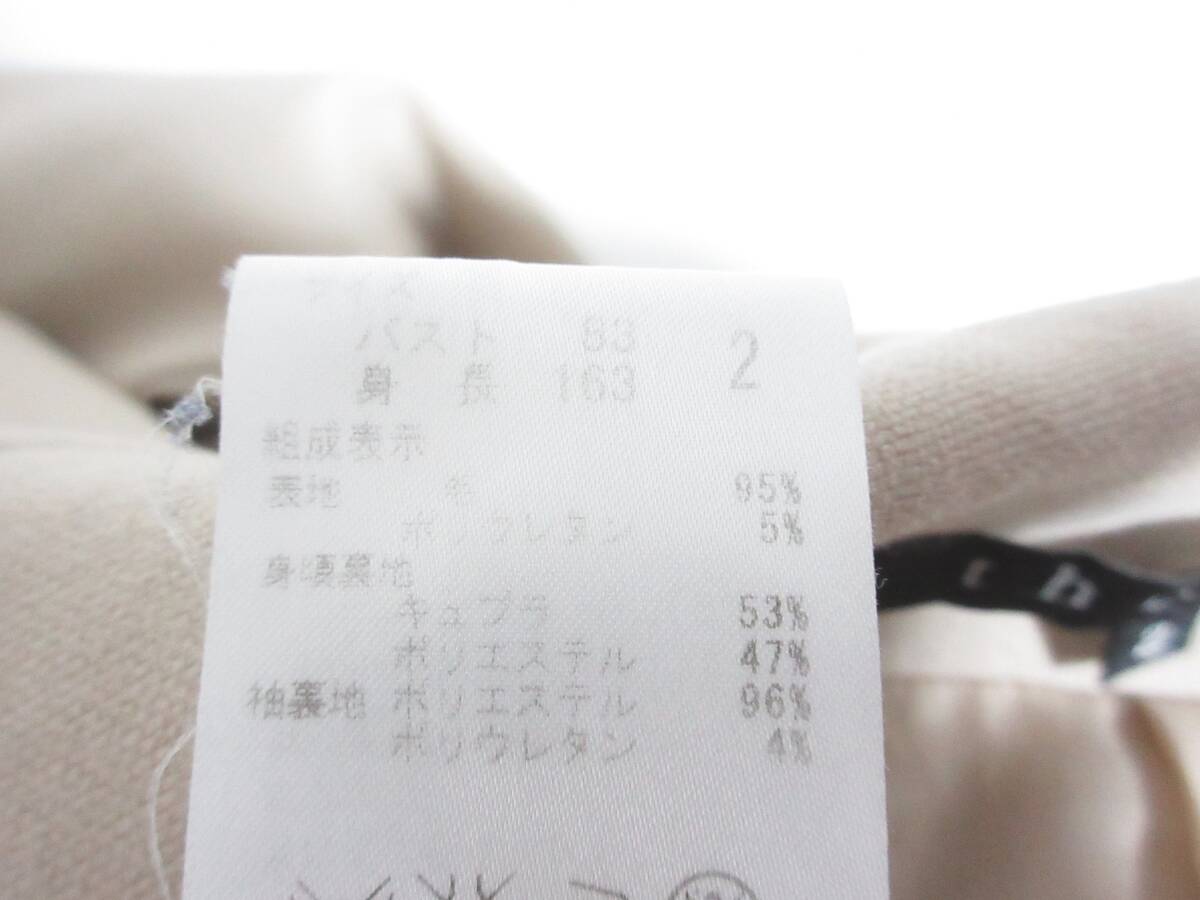 サイズ
バスト 83 2
身長 163
組成表示
表地 毛 95%
ポリウレタン 5%
身頃裏地
キュプラ 53%
ポリエステル 47%
袖裏地 ポリエステル 96%
ポリウレタン 4%